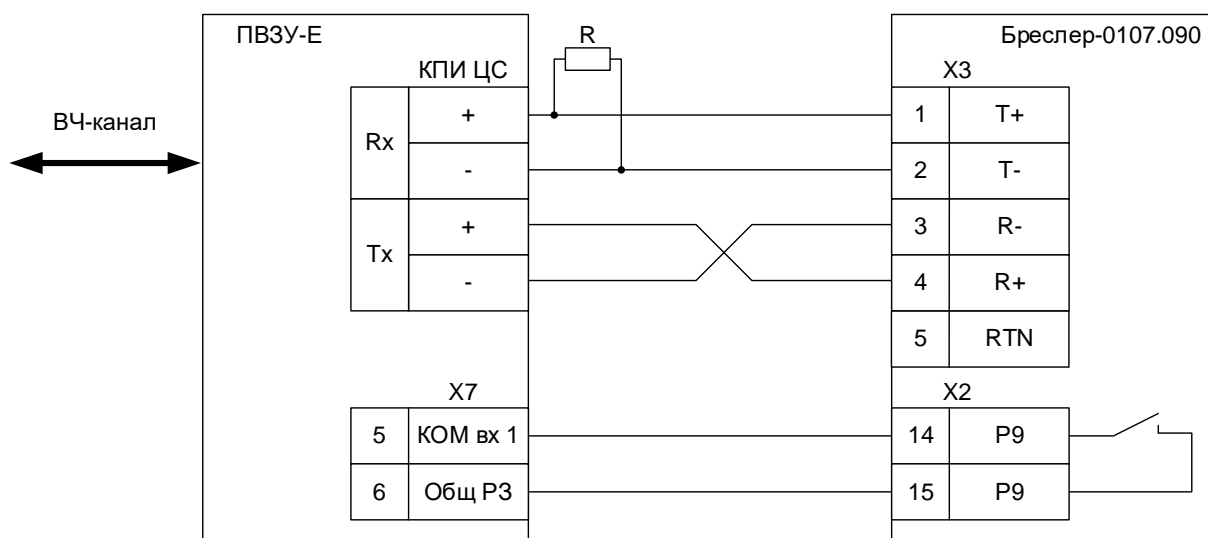 ПВЗУ-Е
R
Бреслер-0107.090
КПИ ЦС
X3
ВЧ-канал
Rx
+
-
Tx
+
-
1 T+
2 T-
3 R-
4 R+
5 RTN
X7
X2
5 КОМ вх 1
6 Общ РЗ
14 P9
15 P9